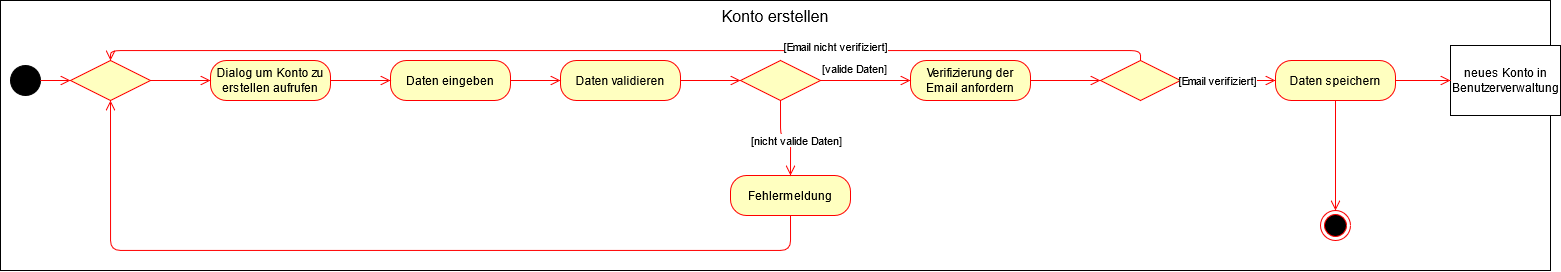 Konto erstellen
[Email nicht verifiziert]
Dialog um Konto zu
erstellen aufrufen
Daten eingeben
Daten validieren
[valide Daten]
Verifizierung der
Email anfordern
[Email verifiziert]
Daten speichern
neues Konto in
Benutzerverwaltung
[nicht valide Daten]
Fehlermeldung